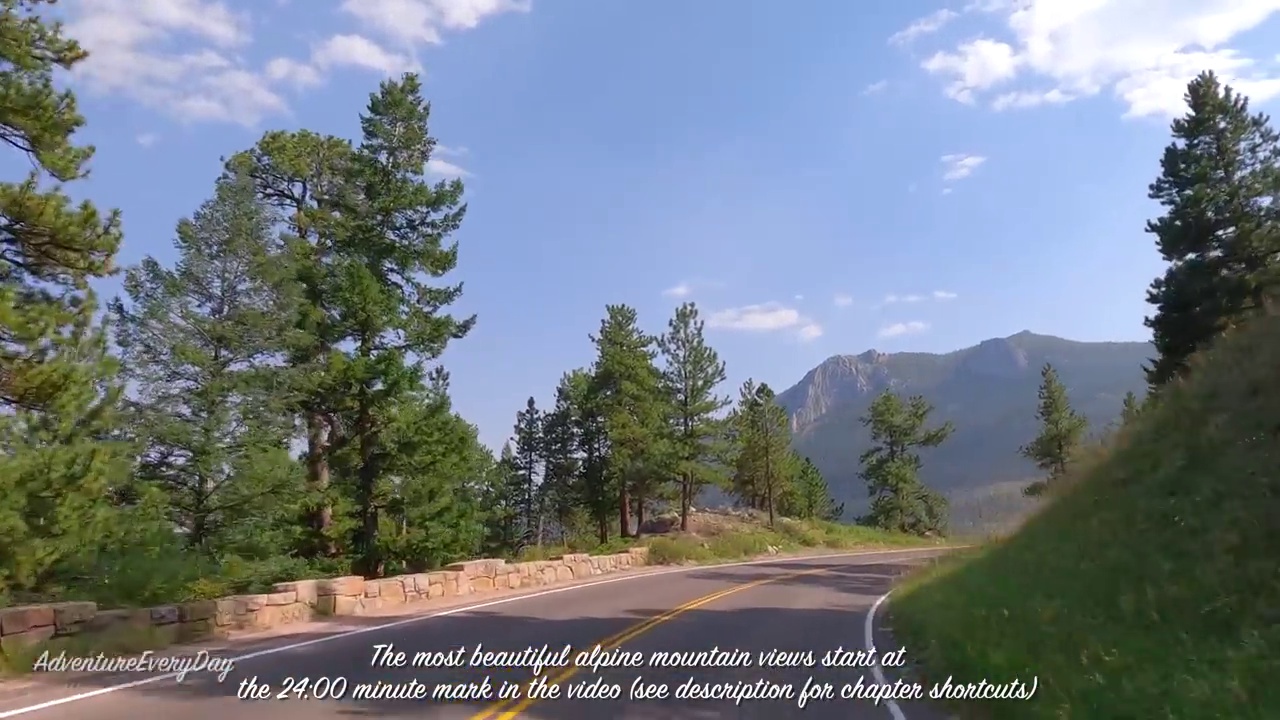 The most beautiful alpine mountain views start at
the 24:00 minute mark in the video (see description for chapter shortcuts)
AdventureEveryDay